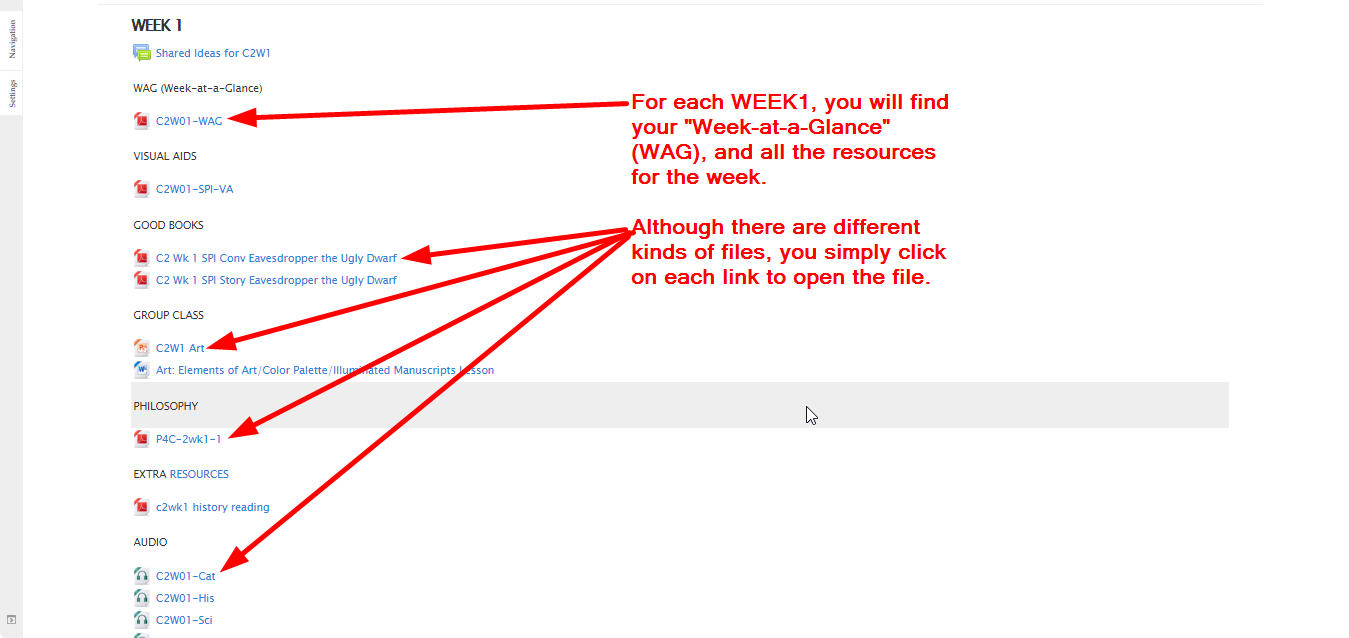 Navigation
Settings
WEEK 1
Shared Ideas for C2W1
WAG (Week-at-a-Glance)
C2W01-WAG
For each WEEK1, you will find
your "Week-at-a-Glance"
(WAG), and all the resources
for the week.
VISUAL AIDS
C2W01-SPI-VA
GOOD BOOKS
C2 Wk 1 SPI Conv Eavesdropper the Ugly Dwarf
C2 Wk 1 SPI Story Eavesdropper the Ugly Dwarf
Although there are different
kinds of files, you simply click
on each link to open the file.
GROUP CLASS
C2W1 Art
Art: Elements of Art/Color Palette/Illuminated Manuscripts Lesson
PHILOSOPHY
P4C-2wk1-1
EXTRA RESOURCES
c2wk1 history reading
AUDIO
C2W01-Cat
C2W01-His
C2W01-Sci